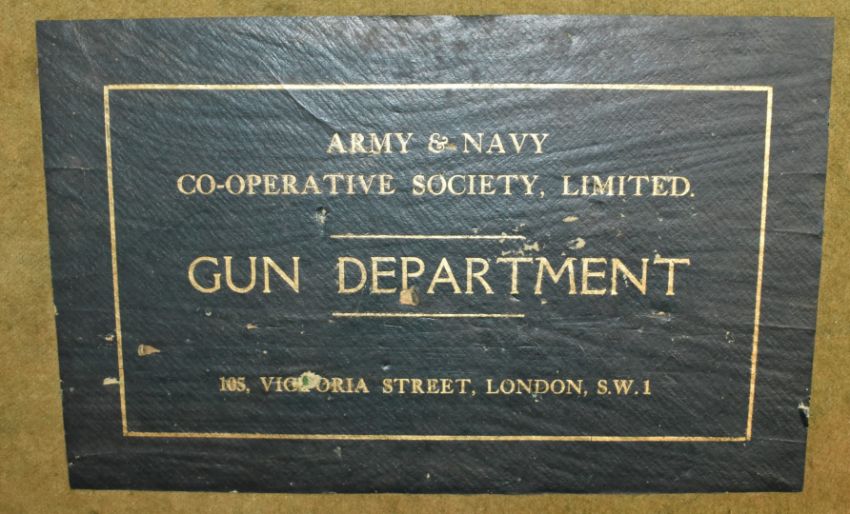 ARMY & NAVY
CO-OPERATIVE SOCIETY, LIMITED.
GUN DEPARTMENT
105, VICTORIA STREET, LONDON, S.W.1